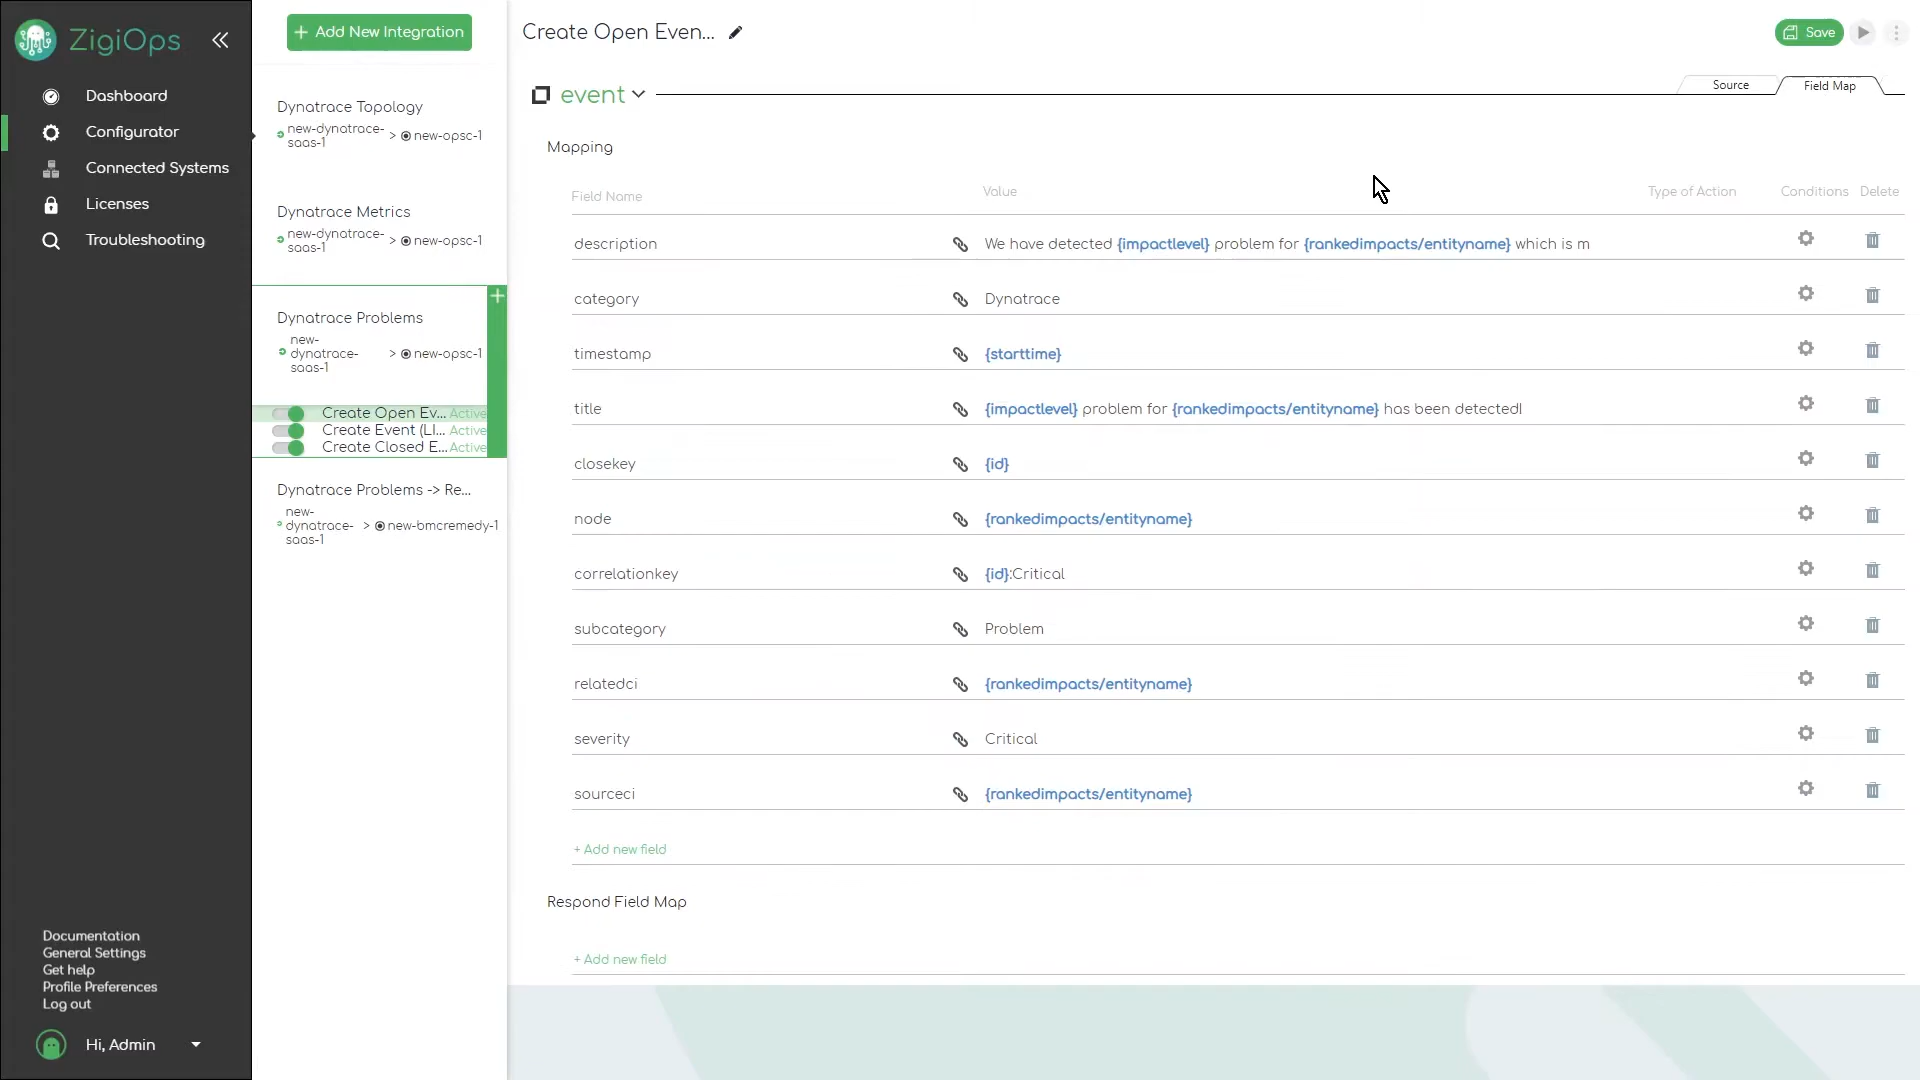 ZigiOps
Dashboard
Configurator
Connected Systems
Licenses
Troubleshooting
Documentation
General Settings
Get help
Profile Preferences
Log out
Hi, Admin
+ Add New Integration
Dynatrace Topology
new-dynatrace-
saas-1
> new-opsc-1
Dynatrace Metrics
new-dynatrace-
saas-1
> new-opsc-1
Dynatrace Problems
new-
dynatrace-
saas-1
> new-opsc-1
Create Open Ev... Active
Create Event (LI... Active
Create Closed E... Active
Dynatrace Problems -> Re...
new-
dynatrace-
saas-1
> new-bmcremedy-1
Create Open Even...
Save
event
Source
Field Map
Mapping
Field Name Value Type of Action Conditions Delete
description We have detected {impactlevel} problem for {rankedimpacts/entityname} which is m
category Dynatrace
timestamp {starttime}
title {impactlevel} problem for {rankedimpacts/entityname} has been detected!
closekey {id}
node {rankedimpacts/entityname}
correlationkey {id}:Critical
subcategory Problem
relatedci {rankedimpacts/entityname}
severity Critical
sourceci {rankedimpacts/entityname}
+ Add new field
Respond Field Map
+ Add new field